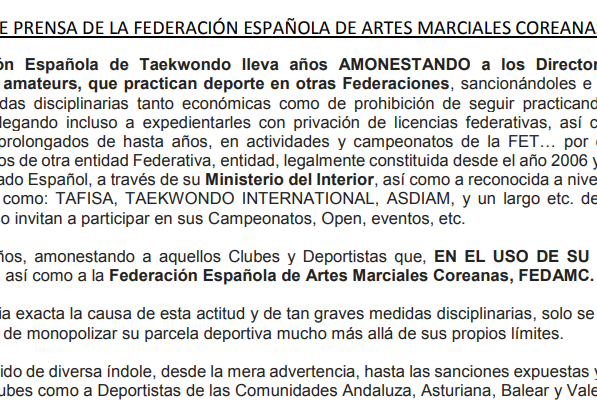 E PRENSA DE LA FEDERACIÓN ESPAÑOLA DE ARTES MARCIALES COREANAS
ón Española de Taekwondo lleva años AMONESTANDO a los Director
amateurs, que practican deporte en otras Federaciones, sancionándoles e
das disciplinarias tanto económicas como de prohibición de seguir practicand
legando incluso a expedientarles con privación de licencias federativas, así c
prolongados de hasta años, en actividades y campeonatos de la FET… por
os de otra entidad Federativa, entidad, legalmente constituida desde el año 2006 y
ado Español, a través de su Ministerio del Interior, así como a reconocida a nive
como: TAFISA, TAEKWONDO INTERNATIONAL, ASDIAM, y un largo etc. de
o invitan a participar en sus Campeonatos, Open, eventos, etc.
ños, amonestando a aquellos Clubes y Deportistas que, EN EL USO DE SU
, así como a la Federación Española de Artes Marciales Coreanas, FEDAMC.
ia exacta la causa de esta actitud y de tan graves medidas disciplinarias, solo se
de monopolizar su parcela deportiva mucho más allá de sus propios límites.
ido de diversa índole, desde la mera advertencia, hasta las sanciones expuestas y
lubes como a Deportistas de las Comunidades Andaluza, Asturiana, Balear y Vale